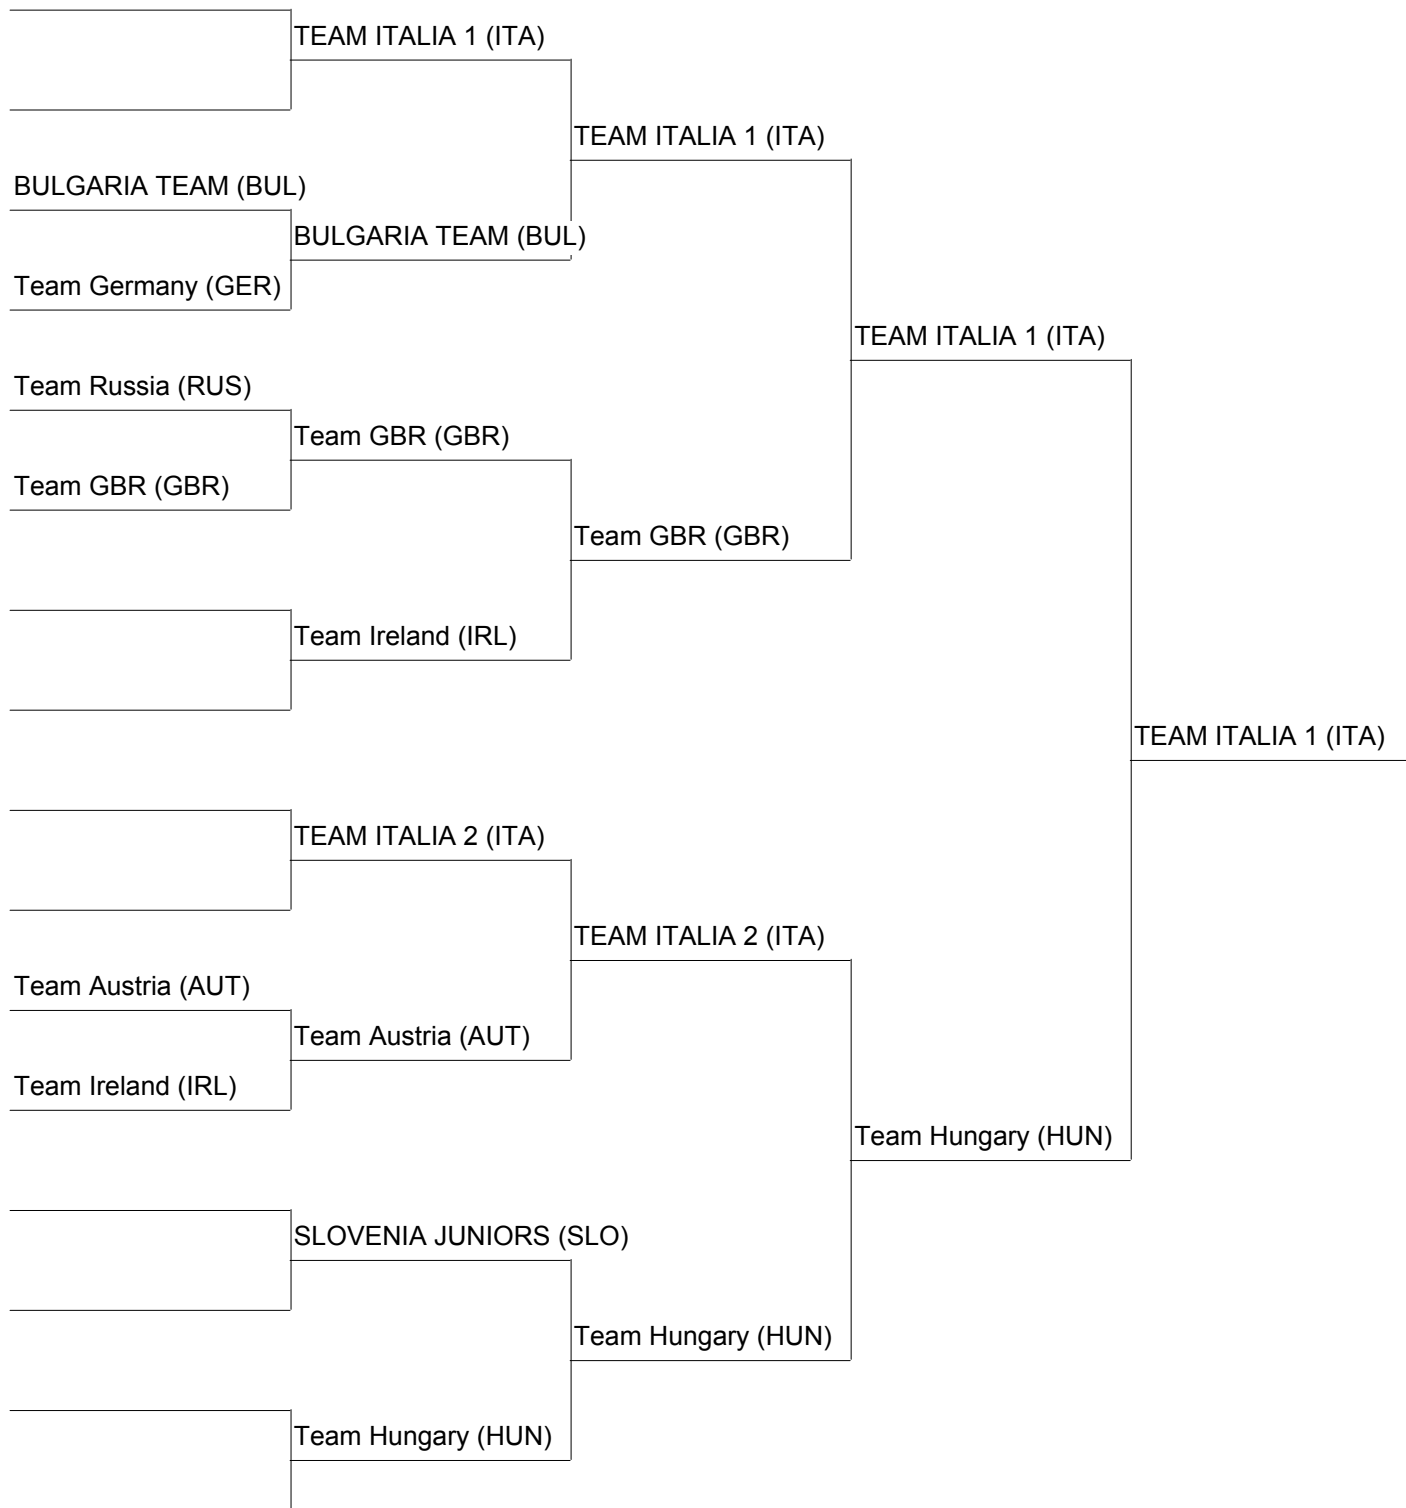 TEAM ITALIA 1 (ITA)
TEAM ITALIA 1 (ITA)
BULGARIA TEAM (BUL)
BULGARIA TEAM (BUL)
Team Germany (GER)
TEAM ITALIA 1 (ITA)
Team Russia (RUS)
Team GBR (GBR)
Team GBR (GBR)
Team GBR (GBR)
Team Ireland (IRL)
TEAM ITALIA 1 (ITA)
TEAM ITALIA 2 (ITA)
TEAM ITALIA 2 (ITA)
Team Austria (AUT)
Team Austria (AUT)
Team Ireland (IRL)
Team Hungary (HUN)
SLOVENIA JUNIORS (SLO)
Team Hungary (HUN)
Team Hungary (HUN)